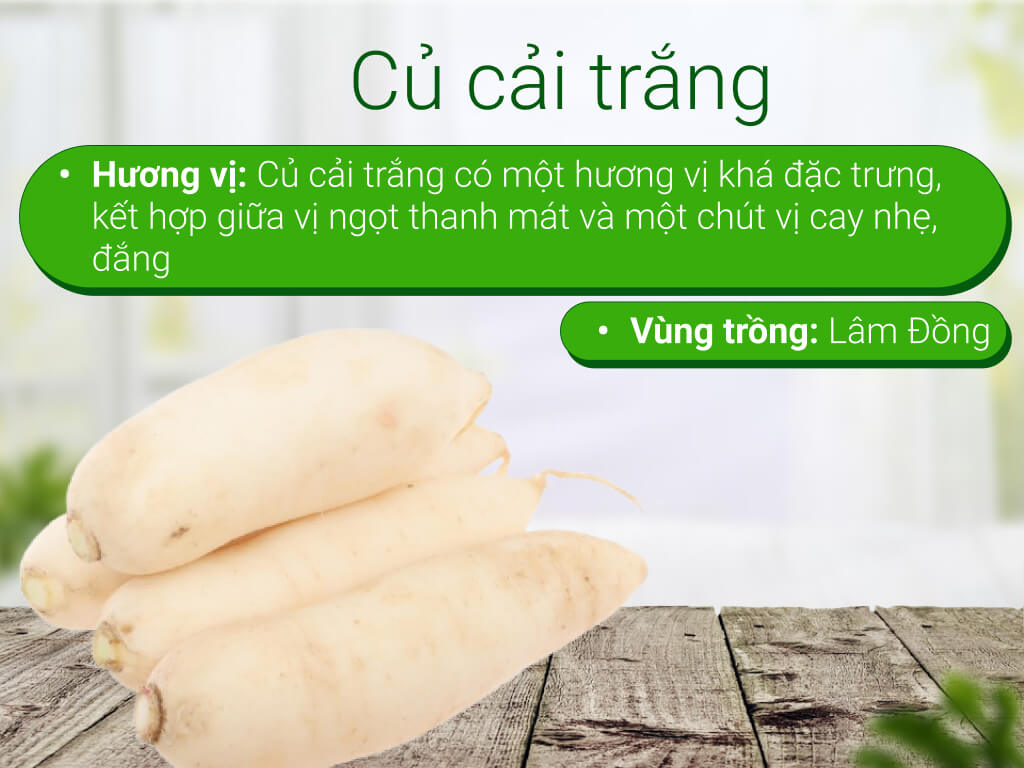 Củ cải trắng
• Hương vị: Củ cải trắng có một hương vị khá đặc trưng,
kết hợp giữa vị ngọt thanh mát và một chút vị cay nhẹ,
đắng
• Vùng trồng: Lâm Đồng